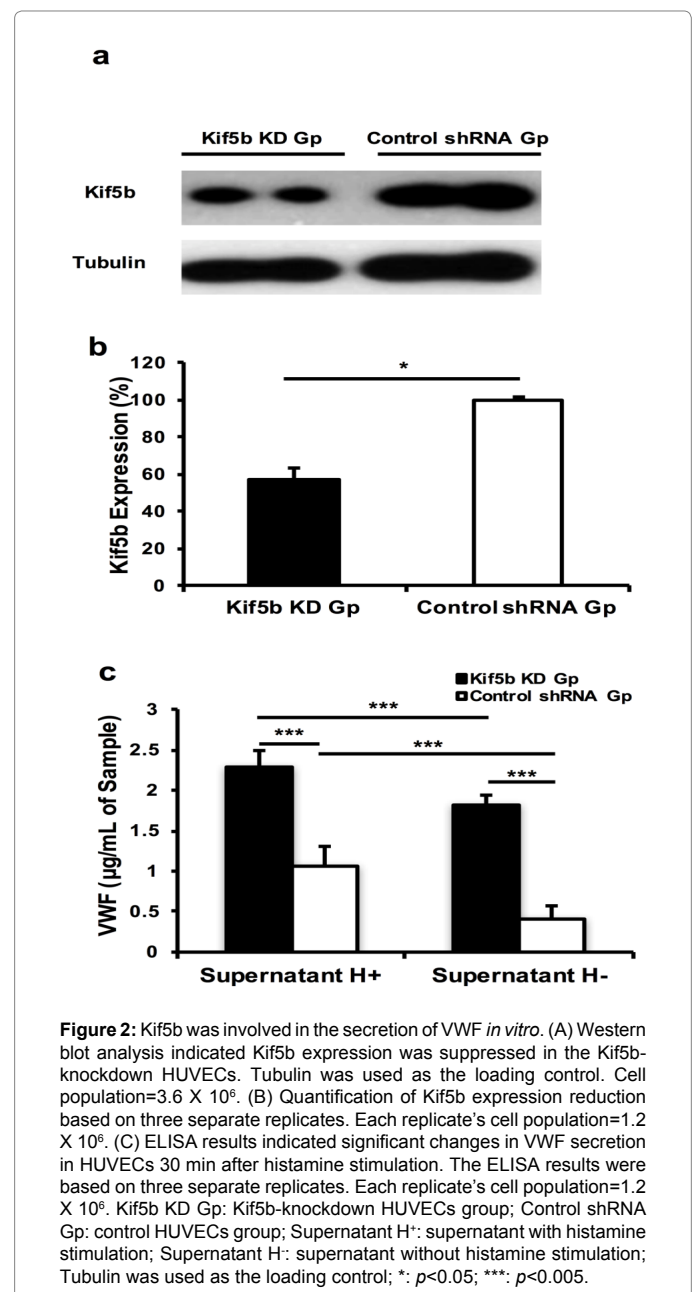 a
Kif5b KD Gp Control shRNA Gp
Kif5b
Tubulin
b
Kif5b Expression (%)
120
100
80
60
40
20
0
*
Kif5b KD Gp Control shRNA Gp
c
Kif5b KD Gp
Control shRNA Gp
VWF (µg/mL of Sample)
3
2.5
2
1.5
1
0.5
0
***
***
***
***
Supernatant H+ Supernatant H-
Figure 2: Kif5b was involved in the secretion of VWF in vitro. (A) Western
blot analysis indicated Kif5b expression was suppressed in the Kif5b-
knockdown HUVECs. Tubulin was used as the loading control. Cell
population=3.6 X 10⁶. (B) Quantification of Kif5b expression reduction
based on three separate replicates. Each replicate's cell population=1.2
X 10⁶. (C) ELISA results indicated significant changes in VWF secretion
in HUVECs 30 min after histamine stimulation. The ELISA results were
based on three separate replicates. Each replicate's cell population=1.2
X 10⁶. Kif5b KD Gp: Kif5b-knockdown HUVECs group; Control shRNA
Gp: control HUVECs group; Supernatant H⁺: supernatant with histamine
stimulation; Supernatant H⁻: supernatant without histamine stimulation;
Tubulin was used as the loading control; *: p<0.05; ***: p<0.005.